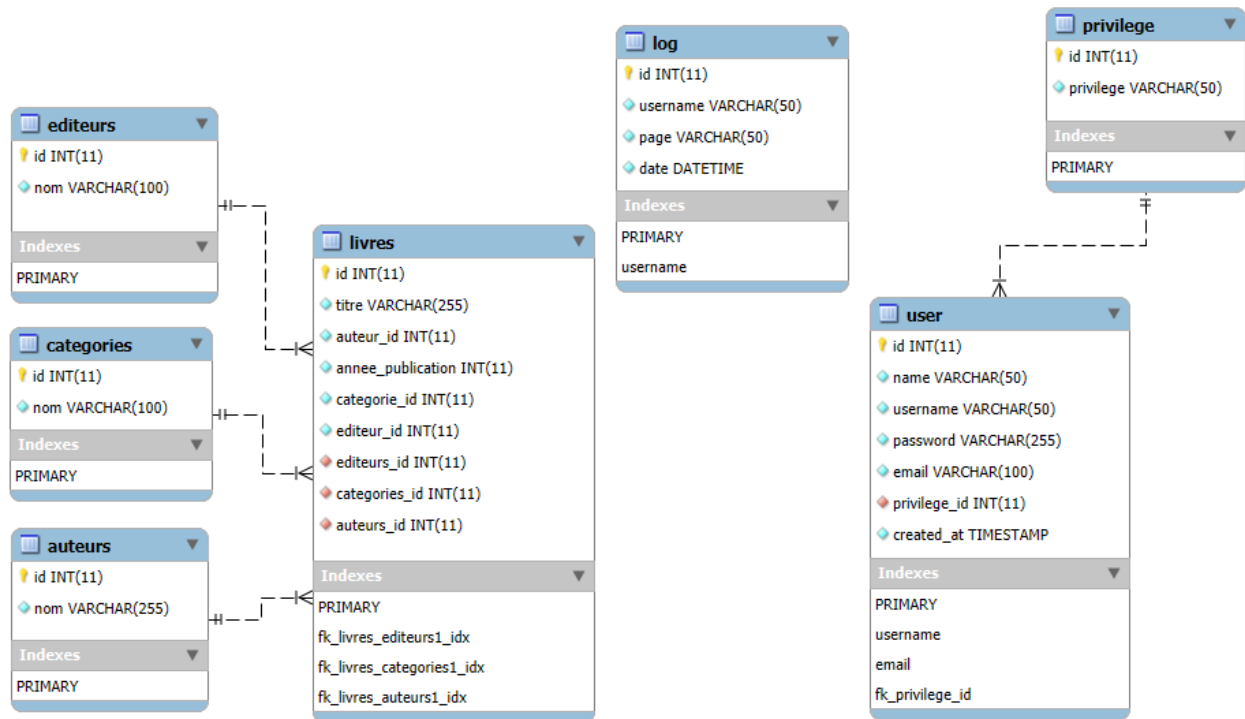 editeurs
id INT(11)
nom VARCHAR(100)
Indexes
PRIMARY
categories
id INT(11)
nom VARCHAR(100)
Indexes
PRIMARY
auteurs
id INT(11)
nom VARCHAR(255)
Indexes
PRIMARY
livres
id INT(11)
titre VARCHAR(255)
auteur_id INT(11)
annee_publication INT(11)
categorie_id INT(11)
editeur_id INT(11)
editeurs_id INT(11)
categories_id INT(11)
auteurs_id INT(11)
Indexes
PRIMARY
fk_livres_editeurs1_idx
fk_livres_categories1_idx
fk_livres_auteurs1_idx
log
id INT(11)
username VARCHAR(50)
page VARCHAR(50)
date DATETIME
Indexes
PRIMARY
username
privilege
id INT(11)
privilege VARCHAR(50)
Indexes
PRIMARY
user
id INT(11)
name VARCHAR(50)
username VARCHAR(50)
password VARCHAR(255)
email VARCHAR(100)
privilege_id INT(11)
created_at TIMESTAMP
Indexes
PRIMARY
username
email
fk_privilege_id